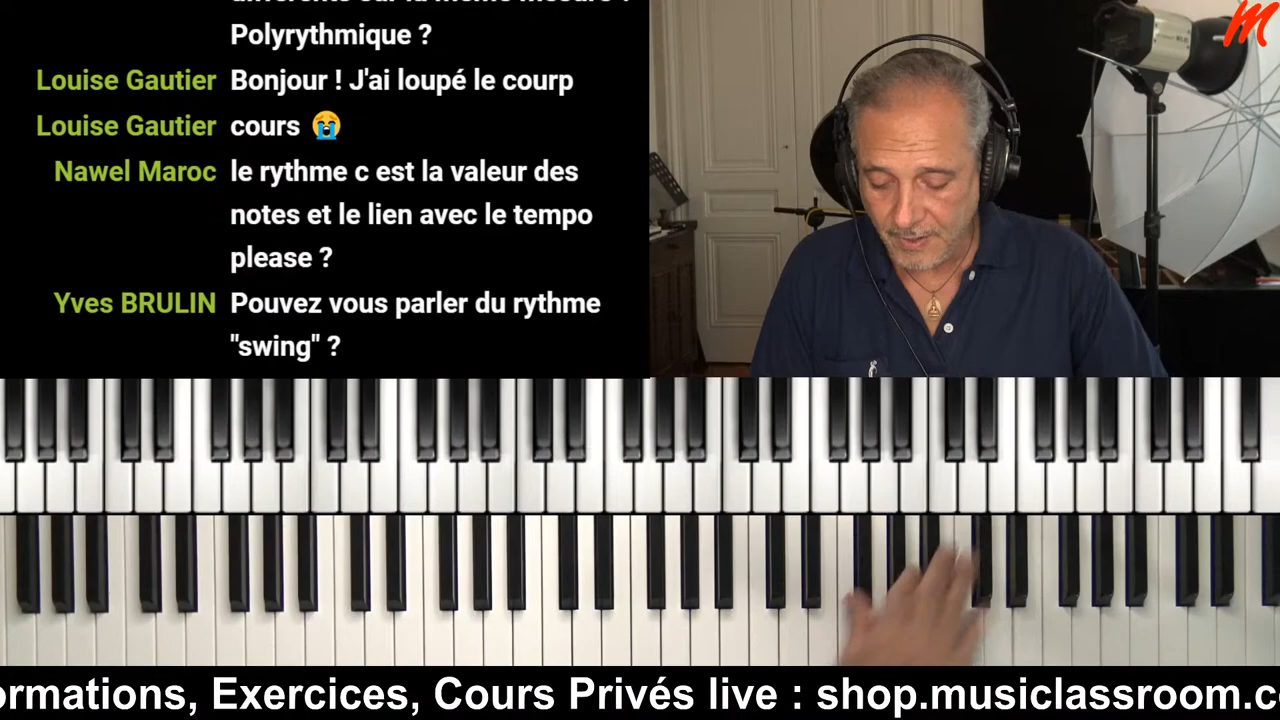 Polyrythmique ?
Louise Gautier Bonjour ! J'ai loupé le courp
Louise Gautier cours 😭
Nawel Maroc le rythme c est la valeur des
notes et le lien avec le tempo
please ?
Yves BRULIN Pouvez vous parler du rythme
"swing" ?
ormations, Exercices, Cours Privés live : shop.musiclassroom.c